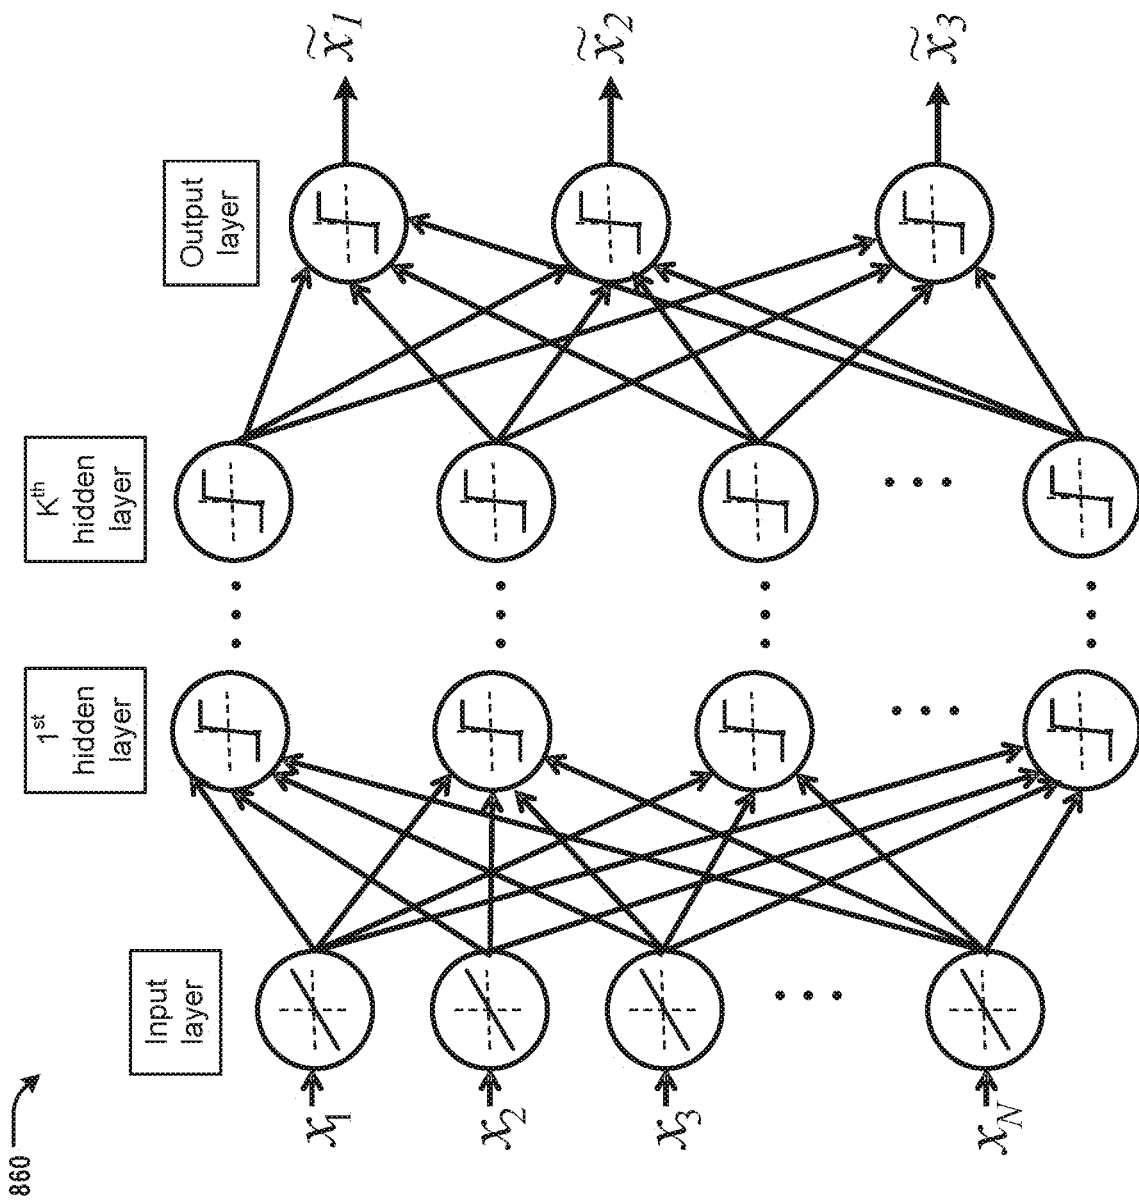 860
Input
layer
1st
hidden
layer
Kth
hidden
layer
Output
layer
x1
x2
x3
xN
x̃1
x̃2
x̃3